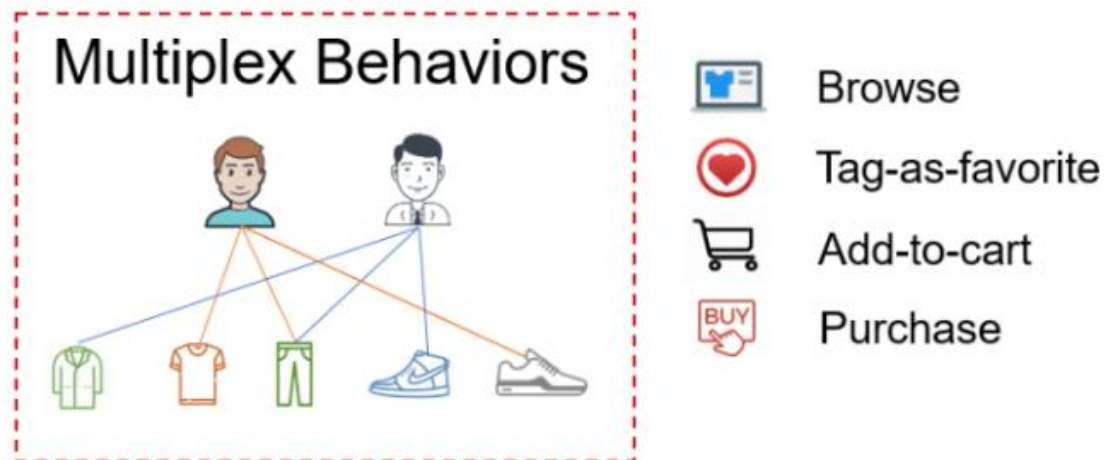 Multiplex Behaviors
Browse
Tag-as-favorite
Add-to-cart
BUY
Purchase